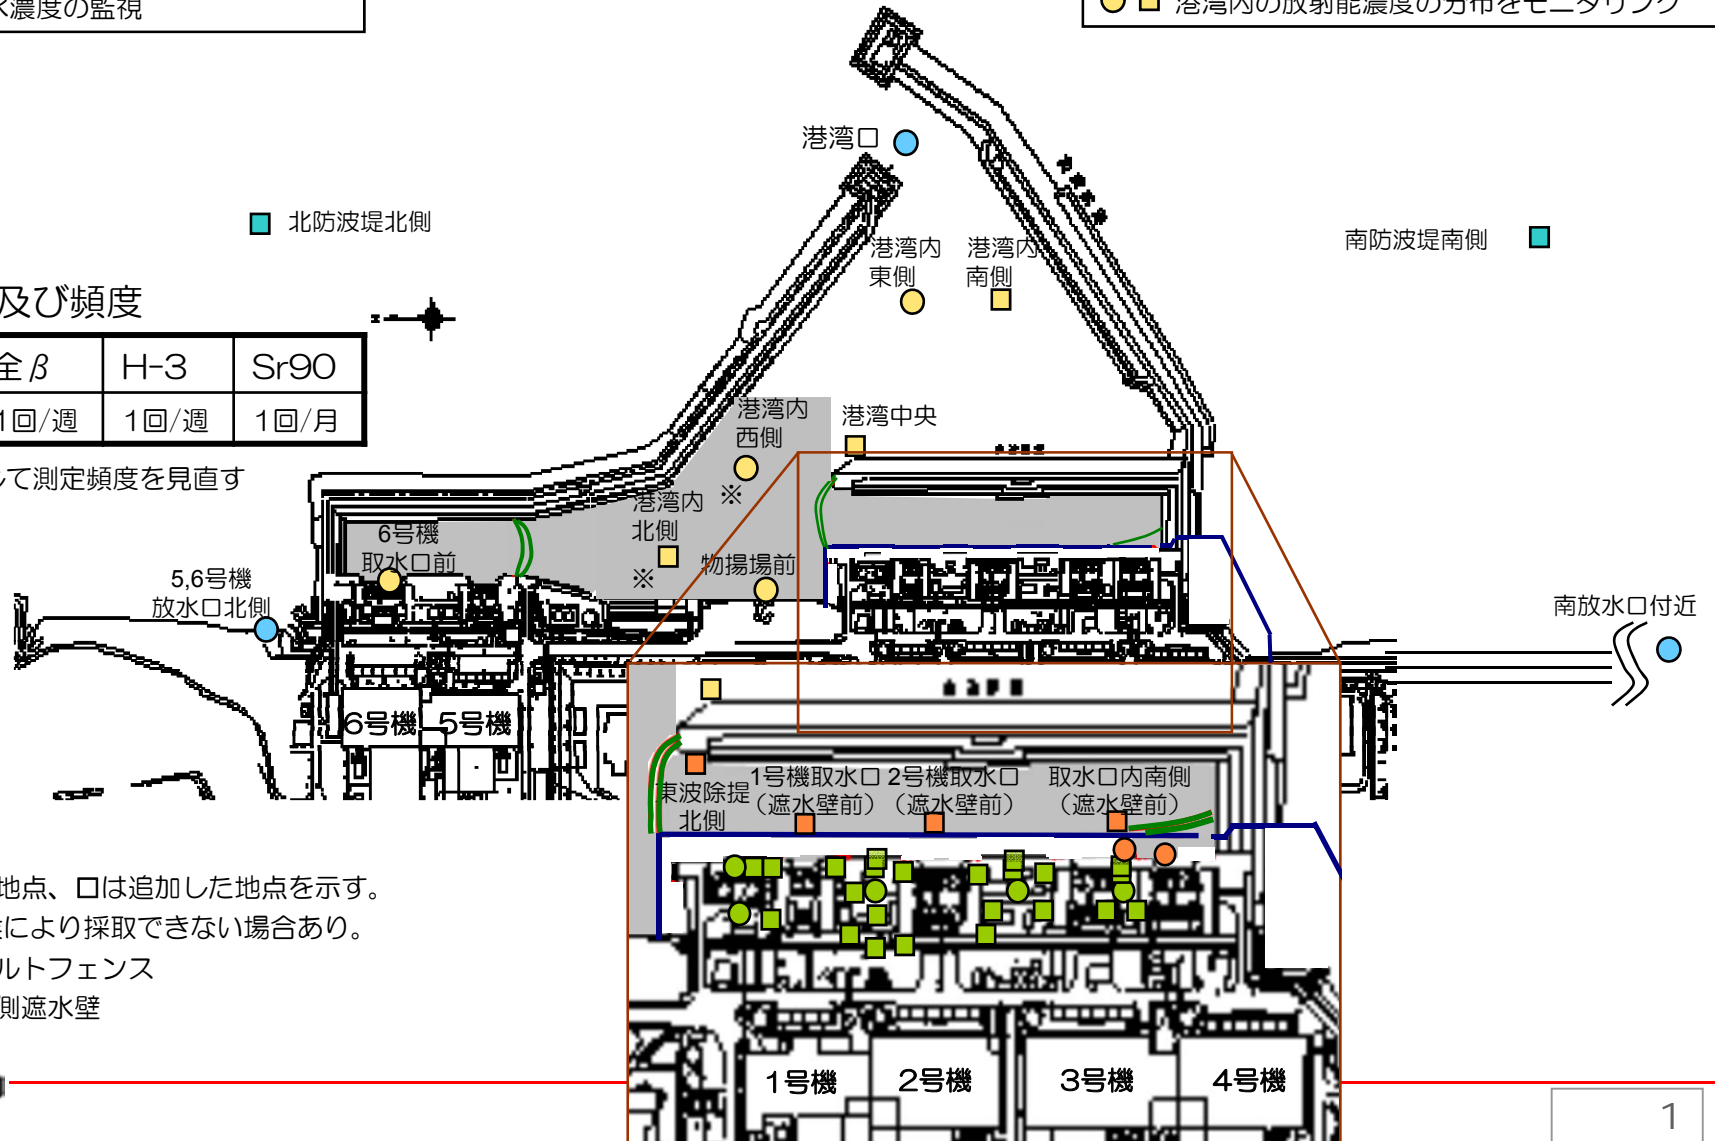 水濃度の監視
港湾内の放射能濃度の分布をモニタリング
港湾口
北防波堤北側
南防波堤南側
港湾内
東側
港湾内
南側
及び頻度
全β H-3 Sr90
1回/週 1回/週 1回/月
て測定頻度を見直す
港湾内
西側
※
港湾中央
港湾内
北側
※
6号機
取水口前
物揚場前
5,6号機
放水口北側
南放水口付近
6号機 5号機
東波除堤
北側
1号機取水口
（遮水壁前）
2号機取水口
（遮水壁前）
取水口内南側
（遮水壁前）
地点、口は追加した地点を示す。
により採取できない場合あり。
ルトフェンス
側遮水壁
1号機 2号機 3号機 4号機
1